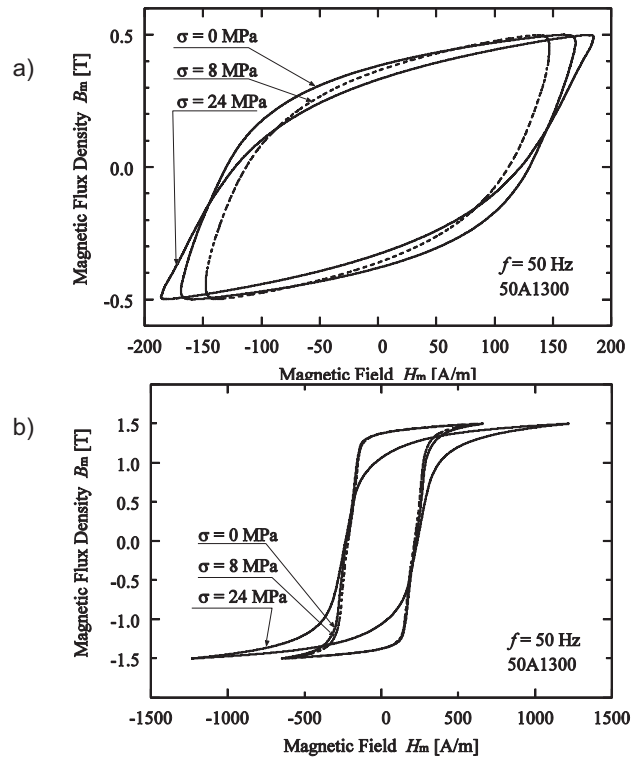 a)
Magnetic Flux Density Bm [T]
0.5
0.0
-0.5
σ = 0 MPa
σ = 8 MPa
σ = 24 MPa
f = 50 Hz
50A1300
-200 -150 -100 -50 0 50 100 150 200
Magnetic Field Hm [A/m]
b)
Magnetic Flux Density Bm [T]
1.5
1.0
0.5
0.0
-0.5
-1.0
-1.5
σ = 0 MPa
σ = 8 MPa
σ = 24 MPa
f = 50 Hz
50A1300
-1500 -1000 -500 0 500 1000 1500
Magnetic Field Hm [A/m]